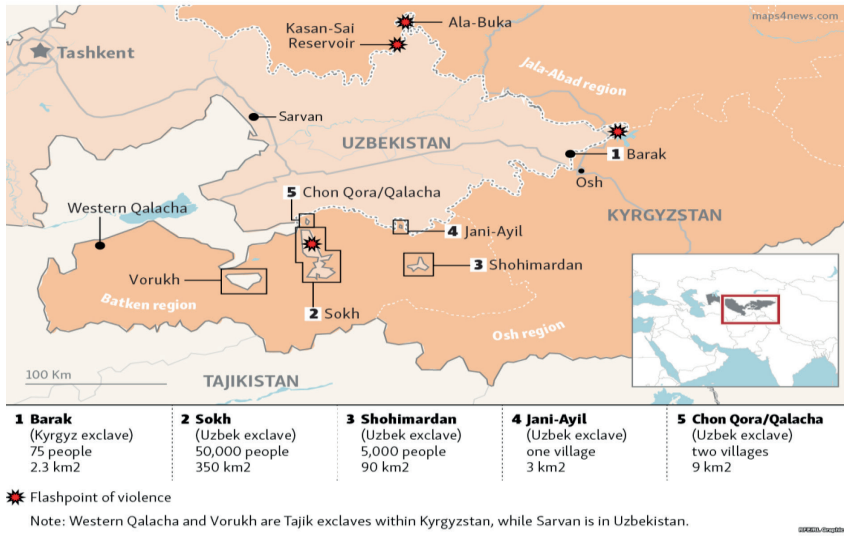 maps4news.com
Kasan-Sai
Reservoir
Ala-Buka
Tashkent
Jala-Abad region
Sarvan
UZBEKISTAN
1 Barak
Osh
5 Chon Qora/Qalacha
Western Qalacha
KYRGYZSTAN
4 Jani-Ayil
3 Shohimardan
Vorukh
Batken region
2 Sokh
Osh region
100 Km
TAJIKISTAN
1 Barak
(Kyrgyz exclave)
75 people
2.3 km2
2 Sokh
(Uzbek exclave)
50,000 people
350 km2
3 Shohimardan
(Uzbek exclave)
5,000 people
90 km2
4 Jani-Ayil
(Uzbek exclave)
one village
3 km2
5 Chon Qora/Qalacha
(Uzbek exclave)
two villages
9 km2
Flashpoint of violence
Note: Western Qalacha and Vorukh are Tajik exclaves within Kyrgyzstan, while Sarvan is in Uzbekistan.
RFE/RL Graphic